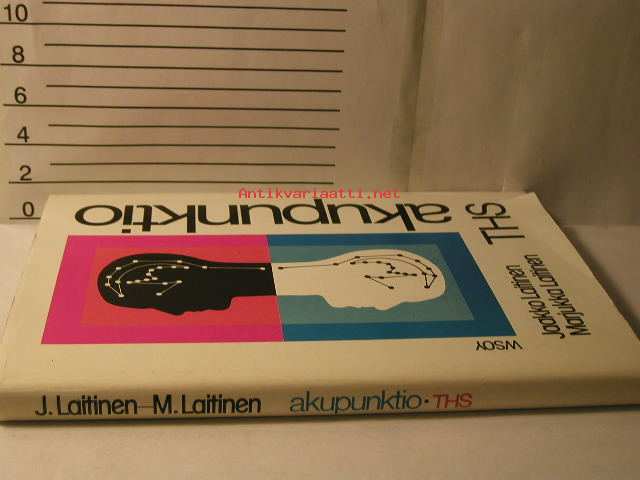 10
8
6
4
2
0
Antikvariaatti.net
akupunktio
THS
Jaakko Laitinen
Marjukka Laitinen
WSOY
J. Laitinen–M. Laitinen akupunktio · THS